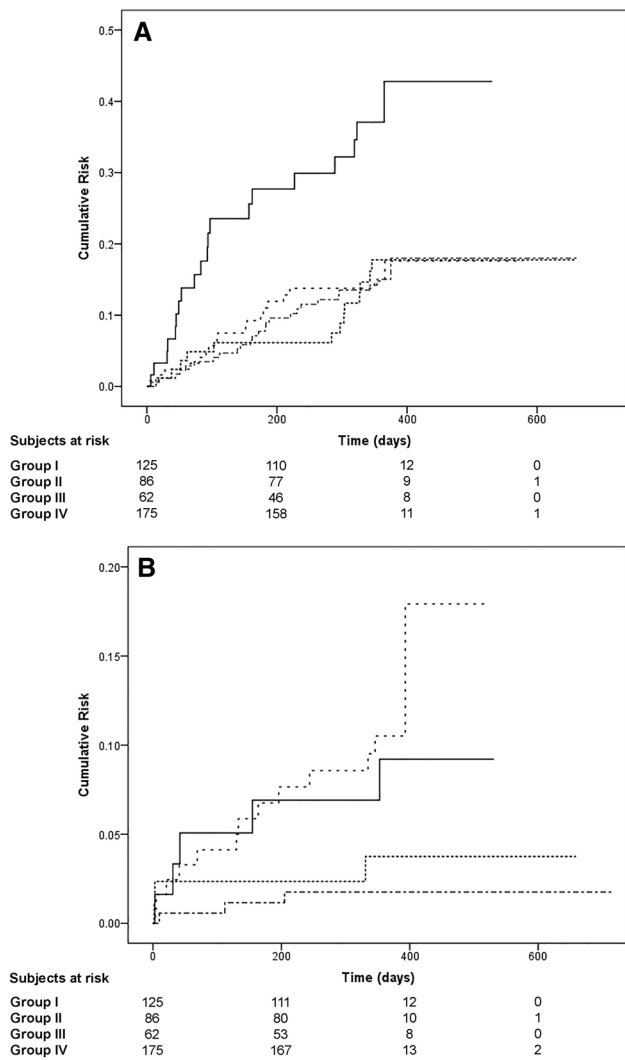 A
0.5
0.4
0.3
0.2
0.1
0.0
Cumulative Risk
0 200 400 600
Subjects at risk Time (days)
Group I 125 110 12 0
Group II 86 77 9 1
Group III 62 46 8 0
Group IV 175 158 11 1
B
0.20
0.15
0.10
0.05
0.00
Cumulative Risk
0 200 400 600
Subjects at risk Time (days)
Group I 125 111 12 0
Group II 86 80 10 1
Group III 62 53 8 0
Group IV 175 167 13 2